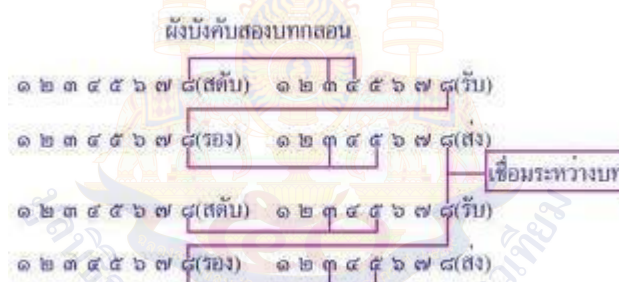 ผังบังคับสองบทกลอน
๑ ๒ ๓ ๔ ๕ ๖ ๗ ๘(สดับ) ๑ ๒ ๓ ๔ ๕ ๖ ๗ ๘(รับ)
๑ ๒ ๓ ๔ ๕ ๖ ๗ ๘(รอง) ๑ ๒ ๓ ๔ ๕ ๖ ๗ ๘(ส่ง)
เชื่อมระหว่างบท
๑ ๒ ๓ ๔ ๕ ๖ ๗ ๘(สดับ) ๑ ๒ ๓ ๔ ๕ ๖ ๗ ๘(รับ)
๑ ๒ ๓ ๔ ๕ ๖ ๗ ๘(รอง) ๑ ๒ ๓ ๔ ๕ ๖ ๗ ๘(ส่ง)